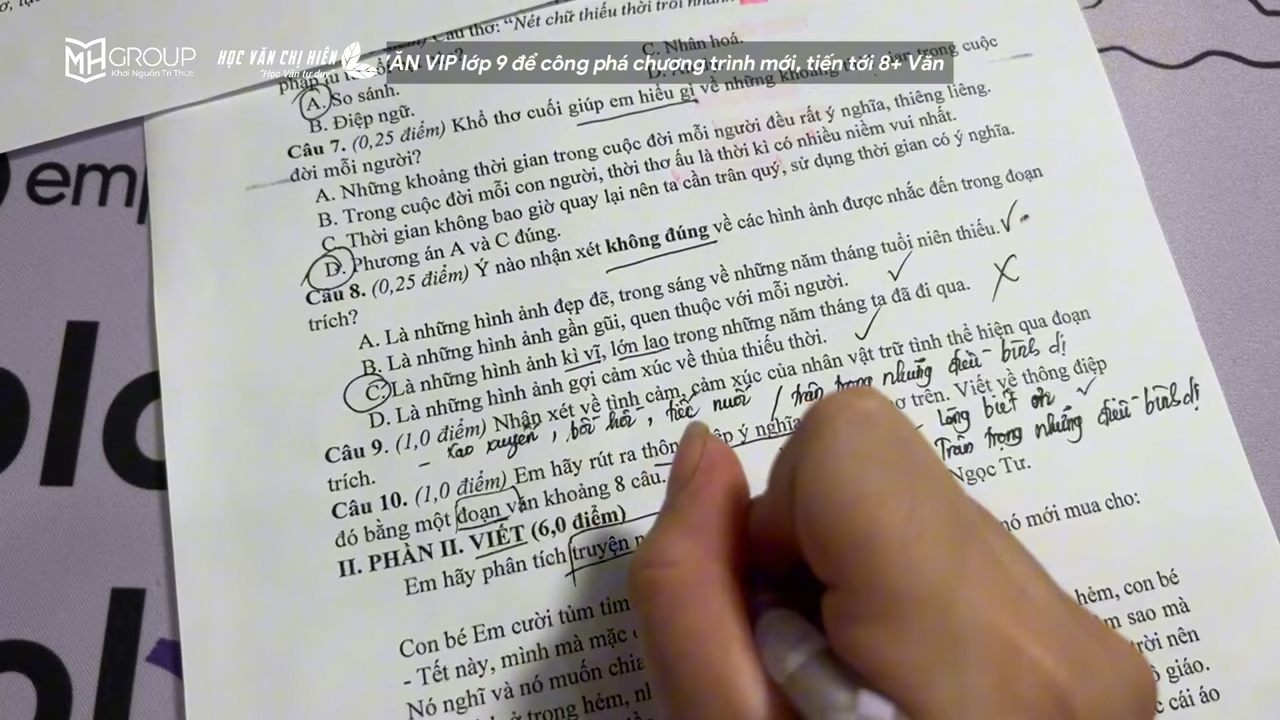 MH GROUP
Khơi Nguồn Tri Thức
HỌC VĂN CHỊ HIÊN
"Học Văn tự duy"
ĂN VIP lớp 9 để công phá chương trình mới, tiến tới 8+ Văn
Câu thơ: "Nét chữ thiếu thời trôi
C. Nhân hoá.
A. So sánh.
B. Điệp ngữ.
Câu 7. (0,25 điểm) Khổ thơ cuối giúp em hiểu gì về những khoảng thời gian trong cuộc
đời mỗi người?
A. Những khoảng thời gian trong cuộc đời mỗi người đều rất ý nghĩa, thiêng liêng.
B. Trong cuộc đời mỗi con người, thời thơ ấu là thời kì có nhiều niềm vui nhất.
C. Thời gian không bao giờ quay lại nên ta cần trân quý, sử dụng thời gian có ý nghĩa.
D. Phương án A và C đúng.
Câu 8. (0,25 điểm) Ý nào nhận xét không đúng về các hình ảnh được nhắc đến trong đoạn
trích?
A. Là những hình ảnh đẹp đẽ, trong sáng về những năm tháng tuổi niên thiếu.
B. Là những hình ảnh gần gũi, quen thuộc với mỗi người.
C. Là những hình ảnh kì vĩ, lớn lao trong những năm tháng ta đã đi qua.
D. Là những hình ảnh gợi cảm xúc về thủa thiếu thời.
Câu 9. (1,0 điểm) Nhận xét về tình cảm, cảm xúc của nhân vật trữ tình thể hiện qua đoạn
trích.
- xao xuyến, bồi hồi, tiếc nuối / trân trọng những điều bình dị
Câu 10. (1,0 điểm) Em hãy rút ra thôn ệp ý nghĩa ơ trên. Viết về thông điệp
đó bằng một đoạn văn khoảng 8 câu.
- Lòng biết ơn
Trân trọng những điều bình dị
II. PHẦN II. VIẾT (6,0 điểm)
Em hãy phân tích truyện Ngọc Tư.
ó mới mua cho:
Con bé Em cười tủm tỉm hẻm, con bé
- Tết này, mình mà mặc m sao mà
Nó nghĩ và nó muốn chia trời nên
ở trong hẻm, ô giáo.
c cái áo